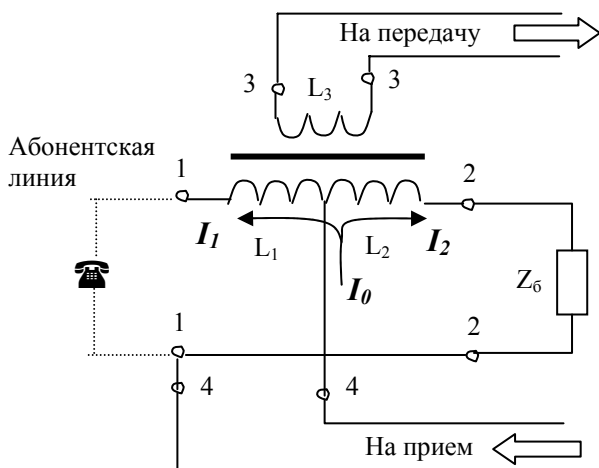 На передачу
3
3
L3
Абонентская
линия
1
2
I1
L1
L2
I2
I0
Zб
1
2
4
4
На прием